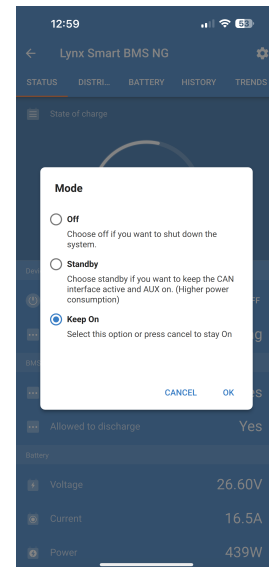 12:59
53
Lynx Smart BMS NG
STATUS DISTRI... BATTERY HISTORY TRENDS
State of charge
Mode
Off
Choose off if you want to shut down the
system.
Standby
Choose standby if you want to keep the CAN
interface active and AUX on. (Higher power
consumption)
Keep On
Select this option or press cancel to stay On
CANCEL OK
Allowed to discharge Yes
Battery
Voltage 26.60V
Current 16.5A
Power 439W